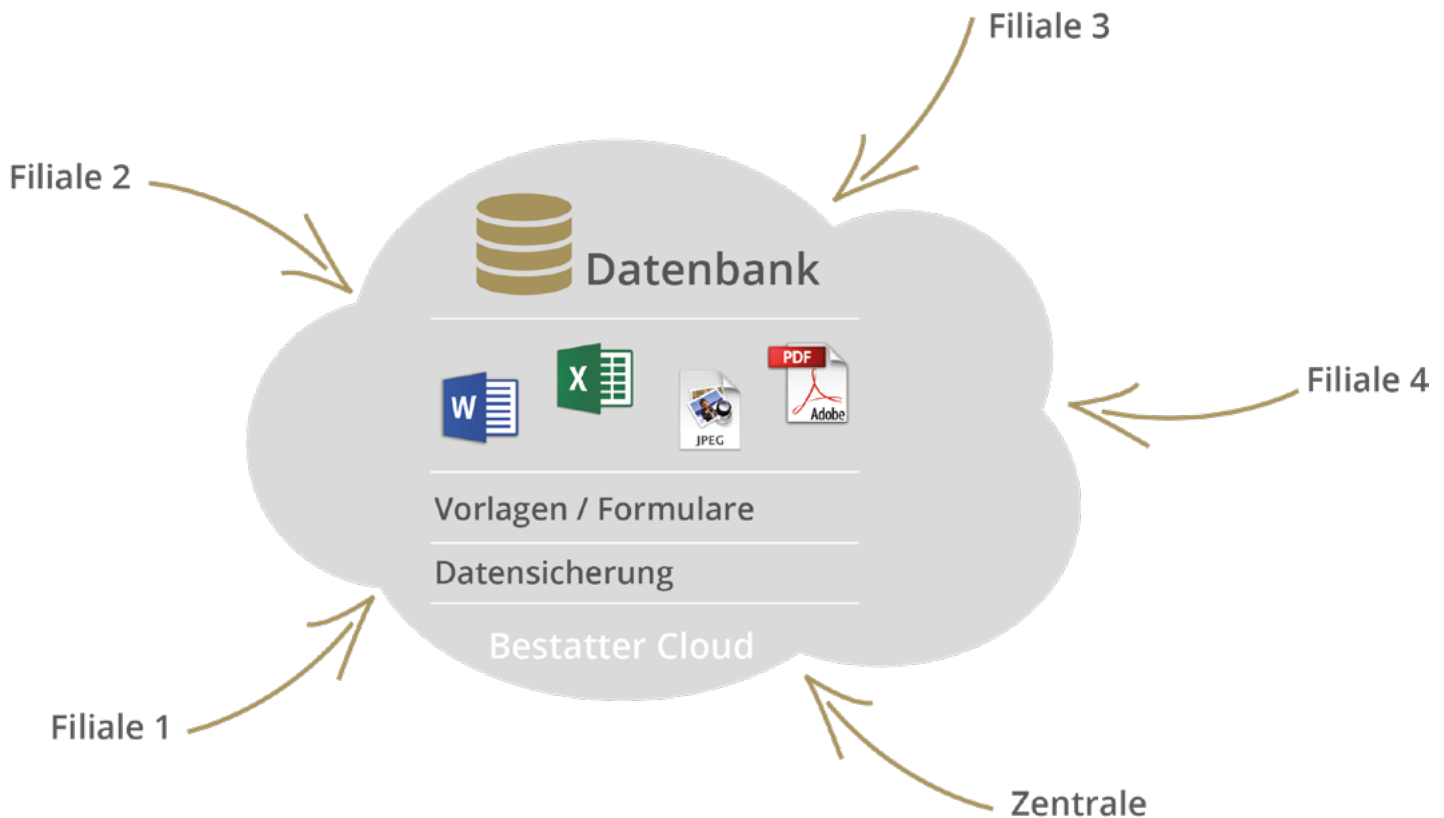 Filiale 3
Filiale 2
Datenbank
Filiale 4
W
X
PDF
Adobe
JPEG
Vorlagen / Formulare
Datensicherung
Bestatter Cloud
Filiale 1
Zentrale